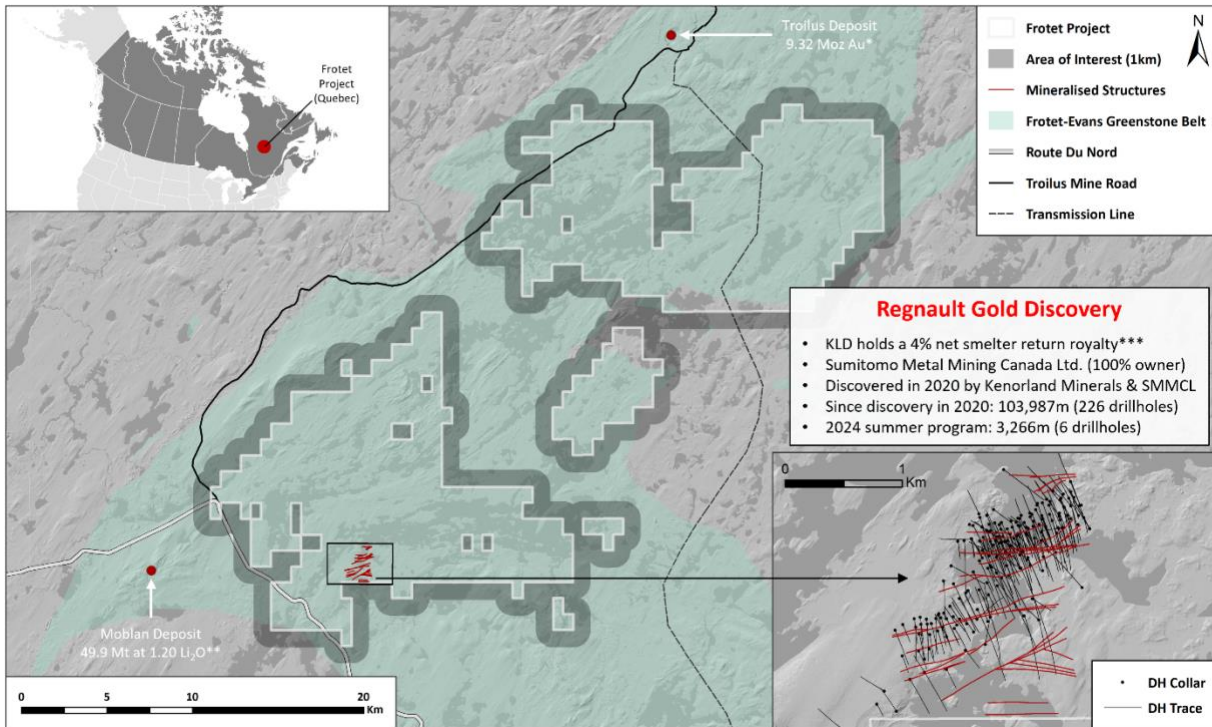 Frotet
Project
(Quebec)
Troilus Deposit
9.32 Moz Au*
Frotet Project
Area of Interest (1km)
Mineralised Structures
Frotet-Evans Greenstone Belt
Route Du Nord
Troilus Mine Road
Transmission Line
N
Regnault Gold Discovery
• KLD holds a 4% net smelter return royalty***
• Sumitomo Metal Mining Canada Ltd. (100% owner)
• Discovered in 2020 by Kenorland Minerals & SMMCL
• Since discovery in 2020: 103,987m (226 drillholes)
• 2024 summer program: 3,266m (6 drillholes)
0 1
Km
Moblan Deposit
49.9 Mt at 1.20 Li₂O**
0 5 10 20
Km
DH Collar
DH Trace